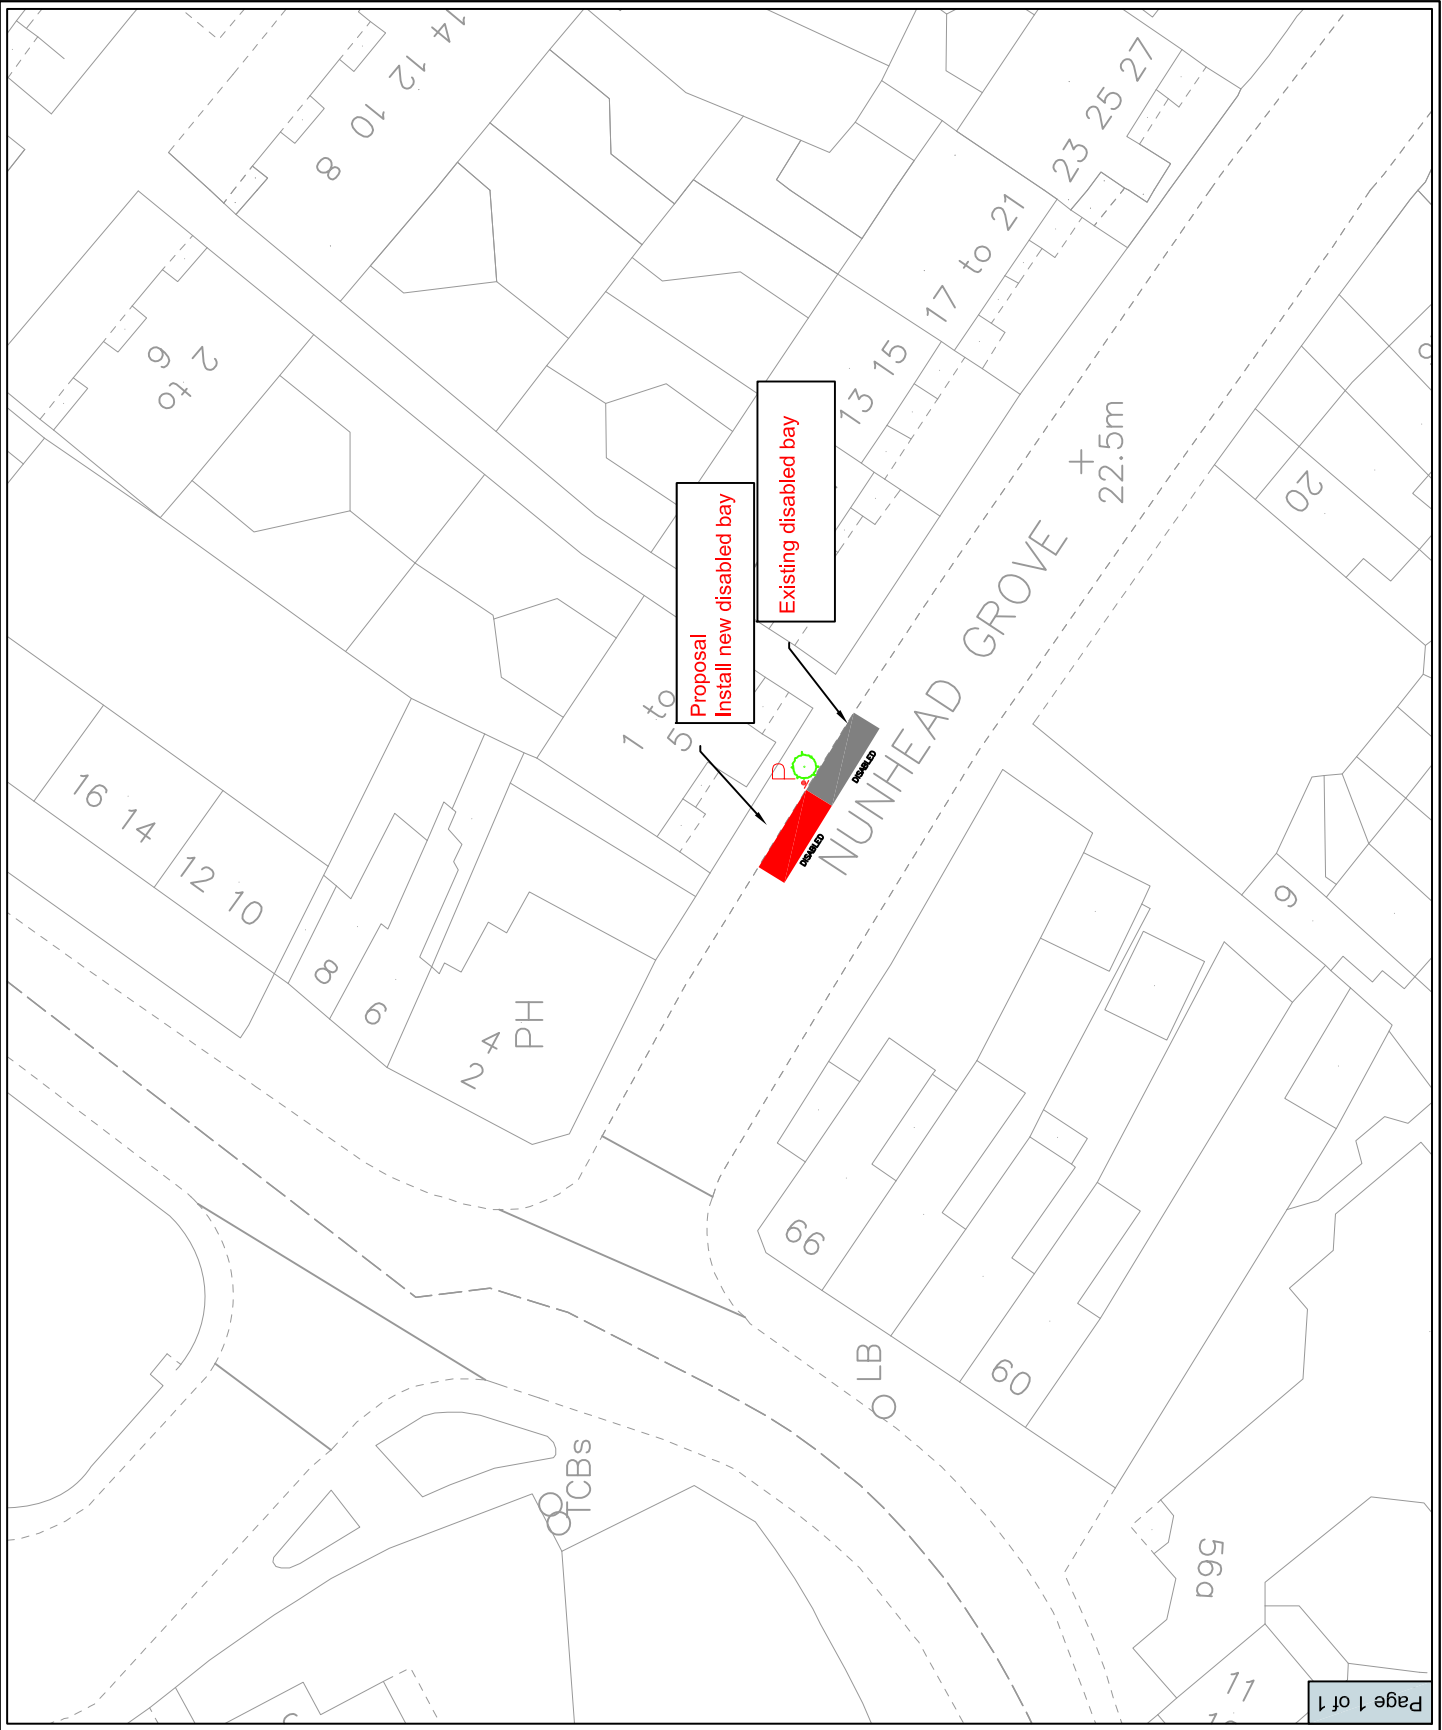 14
12
10
8
2 to
6
23 25 27
17 to 21
13 15
22.5m
Existing disabled bay
Proposal
Install new disabled bay
1 to
5
NUNHEAD GROVE
P
DISABLED
DISABLED
20
9
16 14
12 10
8
6
4
2
PH
66
60
LB
TCBs
56a
11
Page 1 of 1